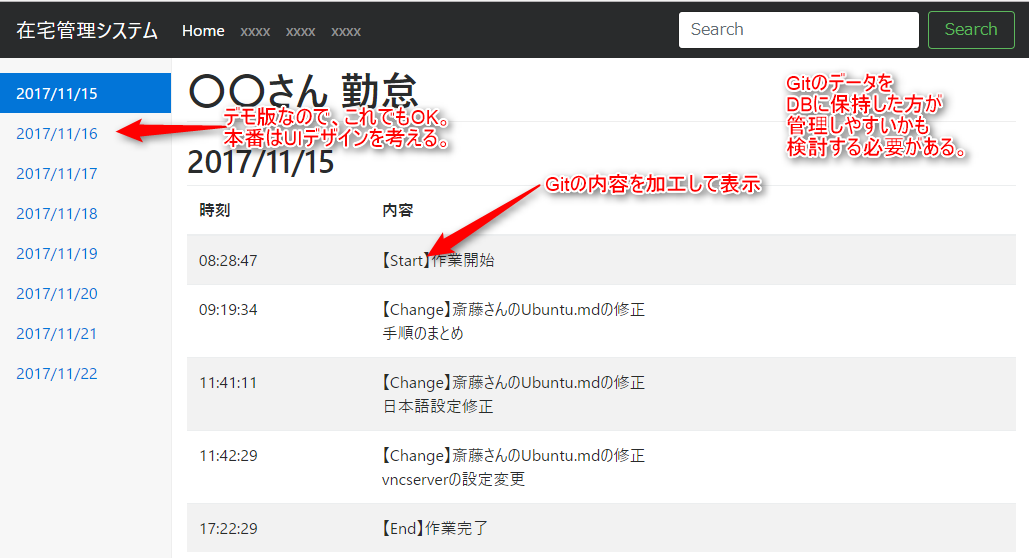 在宅管理システム Home xxxx xxxx xxxx Search Search
2017/11/15
2017/11/16
2017/11/17
2017/11/18
2017/11/19
2017/11/20
2017/11/21
2017/11/22
〇〇さん 勤怠
デモ版なので、これでもOK。
本番はUIデザインを考える。
Gitのデータを
DBに保持した方が
管理しやすいかも
検討する必要がある。
2017/11/15
Gitの内容を加工して表示
時刻 内容
08:28:47 【Start】作業開始
09:19:34 【Change】斎藤さんのUbuntu.mdの修正
手順のまとめ
11:41:11 【Change】斎藤さんのUbuntu.mdの修正
日本語設定修正
11:42:29 【Change】斎藤さんのUbuntu.mdの修正
vncserverの設定変更
17:22:29 【End】作業完了